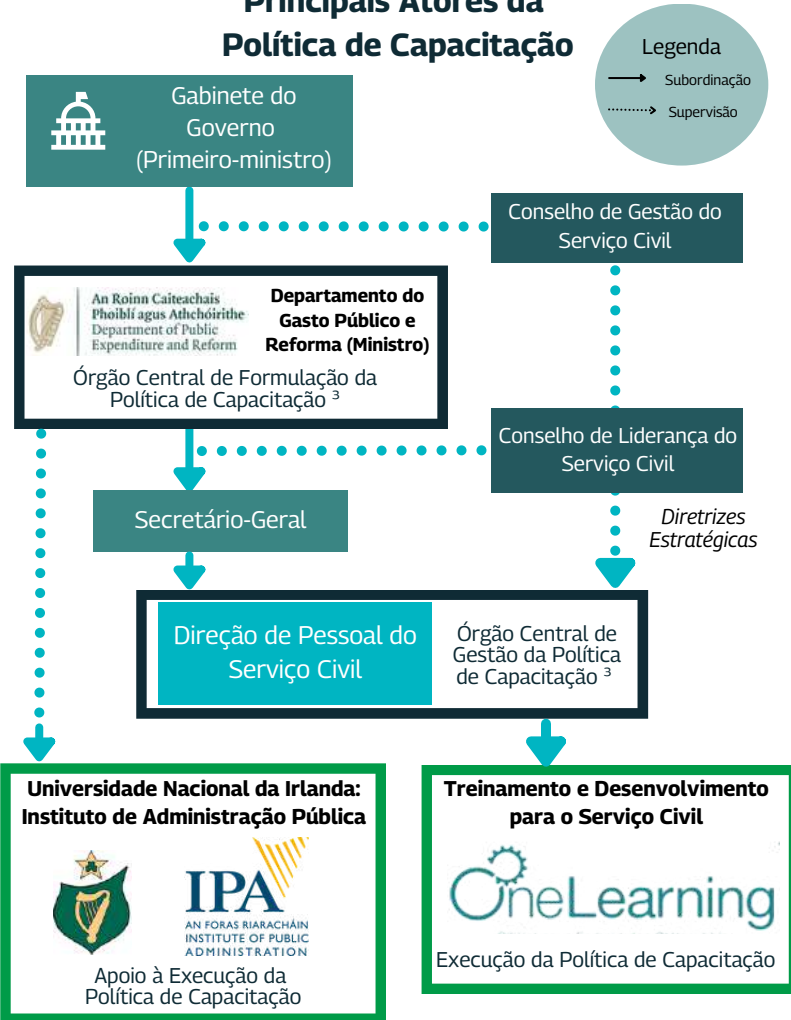 Principais Atores da
Política de Capacitação
Legenda
Subordinação
Supervisão
Gabinete do
Governo
(Primeiro-ministro)
Conselho de Gestão do
Serviço Civil
An Roinn Caiteachais
Phoiblí agus Athchóirithe
Department of Public
Expenditure and Reform
Departamento do
Gasto Público e
Reforma (Ministro)
Órgão Central de Formulação da
Política de Capacitação ³
Conselho de Liderança do
Serviço Civil
Secretário-Geral
Diretrizes
Estratégicas
Direção de Pessoal do
Serviço Civil
Órgão Central de
Gestão da Política
de Capacitação ³
Universidade Nacional da Irlanda:
Instituto de Administração Pública
IPA
AN FORAS RIARACHÁIN
INSTITUTE OF PUBLIC
ADMINISTRATION
Apoio à Execução da
Política de Capacitação
Treinamento e Desenvolvimento
para o Serviço Civil
OneLearning
Execução da Política de Capacitação